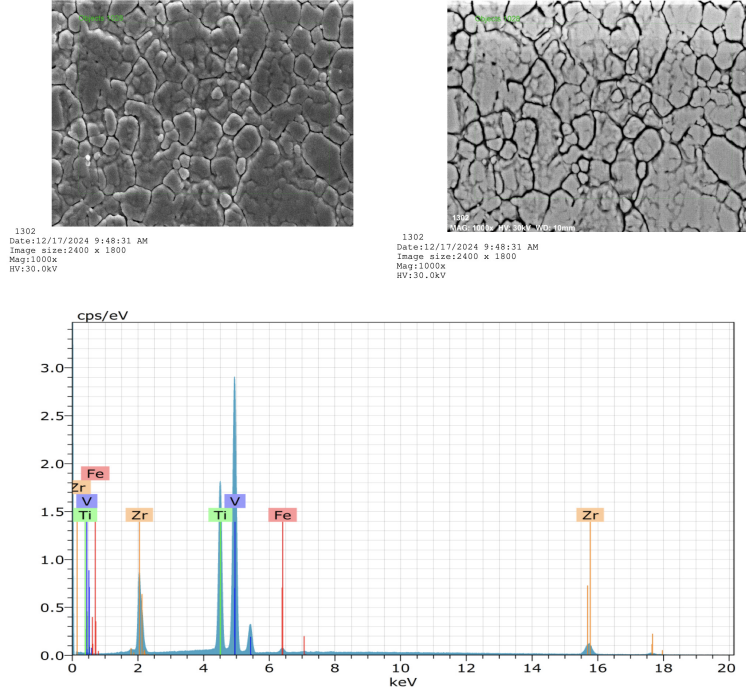 1302
Date:12/17/2024 9:48:31 AM
Image size:2400 x 1800
Mag:1000x
HV:30.0kV
1302
MAG: 1000x HV: 30kV WD: 10mm
1302
Date:12/17/2024 9:48:31 AM
Image size:2400 x 1800
Mag:1000x
HV:30.0kV
cps/eV
3.0
2.5
2.0
1.5
1.0
0.5
0.0
Fe
Zr
V
Ti
Zr
Ti
V
Fe
Zr
0 2 4 6 8 10 12 14 16 18 20
keV